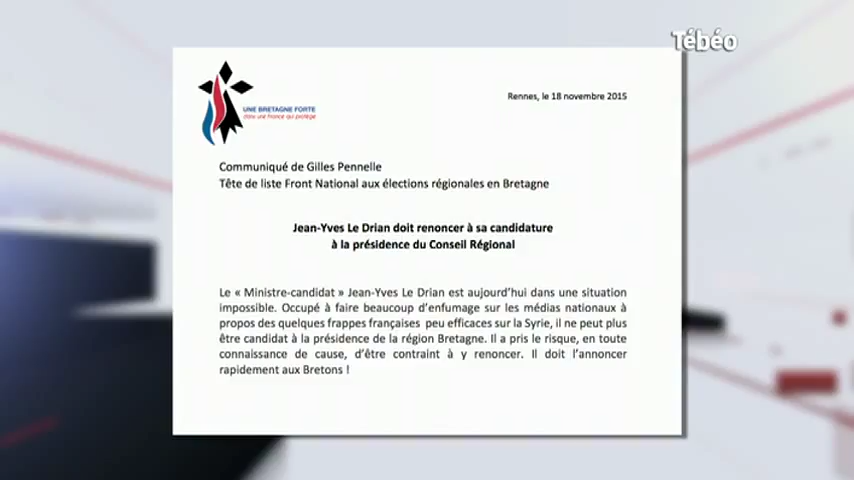 Tébéo
UNE BRETAGNE FORTE
dans une France qui protège
Rennes, le 18 novembre 2015
Communiqué de Gilles Pennelle
Tête de liste Front National aux élections régionales en Bretagne
Jean-Yves Le Drian doit renoncer à sa candidature
à la présidence du Conseil Régional
Le « Ministre-candidat » Jean-Yves Le Drian est aujourd’hui dans une situation
impossible. Occupé à faire beaucoup d’enfumage sur les médias nationaux à
propos des quelques frappes françaises peu efficaces sur la Syrie, il ne peut plus
être candidat à la présidence de la région Bretagne. Il a pris le risque, en toute
connaissance de cause, d’être contraint à y renoncer. Il doit l’annoncer
rapidement aux Bretons !